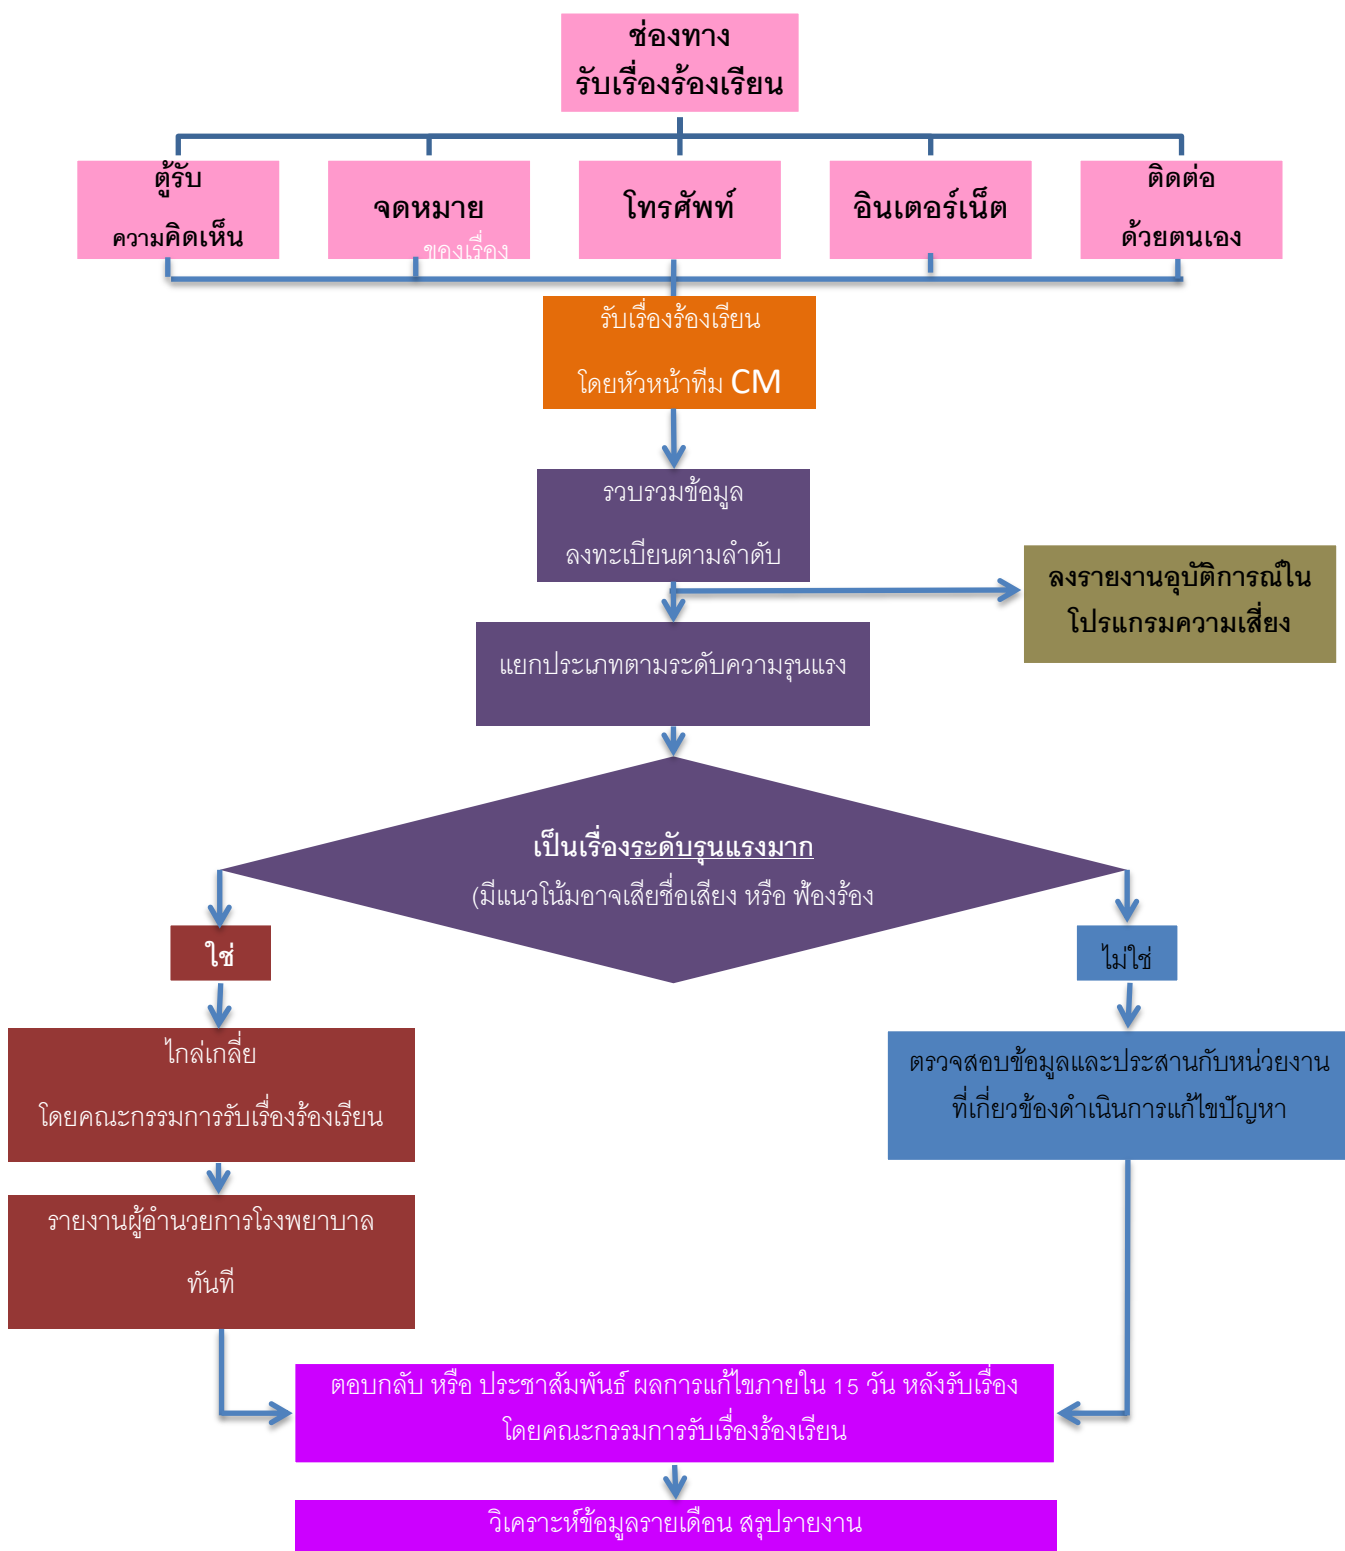 ช่องทาง
รับเรื่องร้องเรียน
ตู้รับ
ความคิดเห็น
จดหมาย
ของเรื่อง
โทรศัพท์
อินเตอร์เน็ต
ติดต่อ
ด้วยตนเอง
รับเรื่องร้องเรียน
โดยหัวหน้าทีม CM
รวบรวมข้อมูล
ลงทะเบียนตามลำดับ
ลงรายงานอุบัติการณ์ใน
โปรแกรมความเสี่ยง
แยกประเภทตามระดับความรุนแรง
เป็นเรื่องระดับรุนแรงมาก
(มีแนวโน้มอาจเสียชื่อเสียง หรือ ฟ้องร้อง
ใช่
ไม่ใช่
ไกล่เกลี่ย
โดยคณะกรรมการรับเรื่องร้องเรียน
ตรวจสอบข้อมูลและประสานกับหน่วยงาน
ที่เกี่ยวข้องดำเนินการแก้ไขปัญหา
รายงานผู้อำนวยการโรงพยาบาล
ทันที
ตอบกลับ หรือ ประชาสัมพันธ์ ผลการแก้ไขภายใน 15 วัน หลังรับเรื่อง
โดยคณะกรรมการรับเรื่องร้องเรียน
วิเคราะห์ข้อมูลรายเดือน สรุปรายงาน